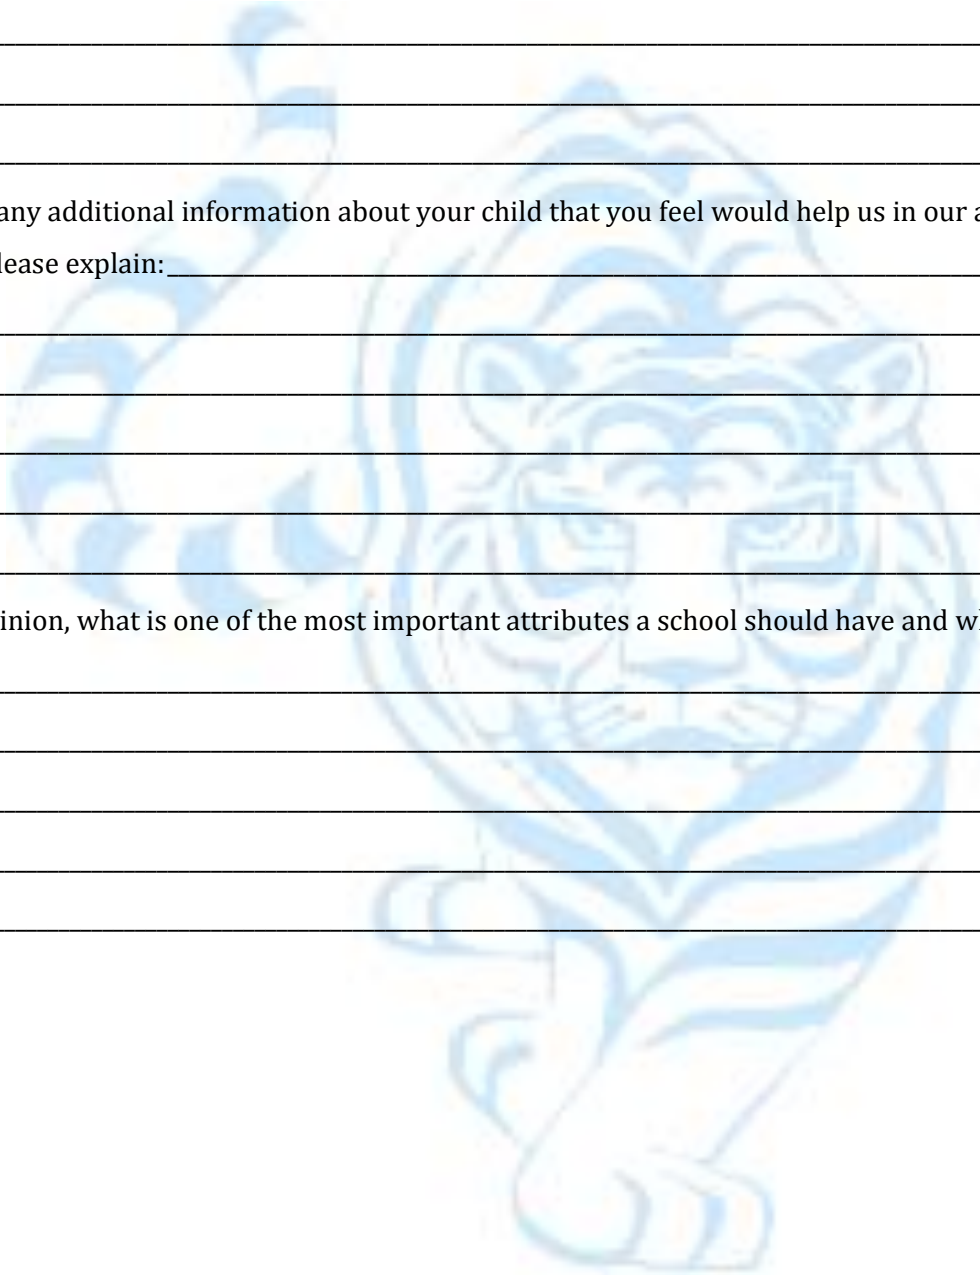 any additional information about your child that you feel would help us in our a
lease explain:
inion, what is one of the most important attributes a school should have and w